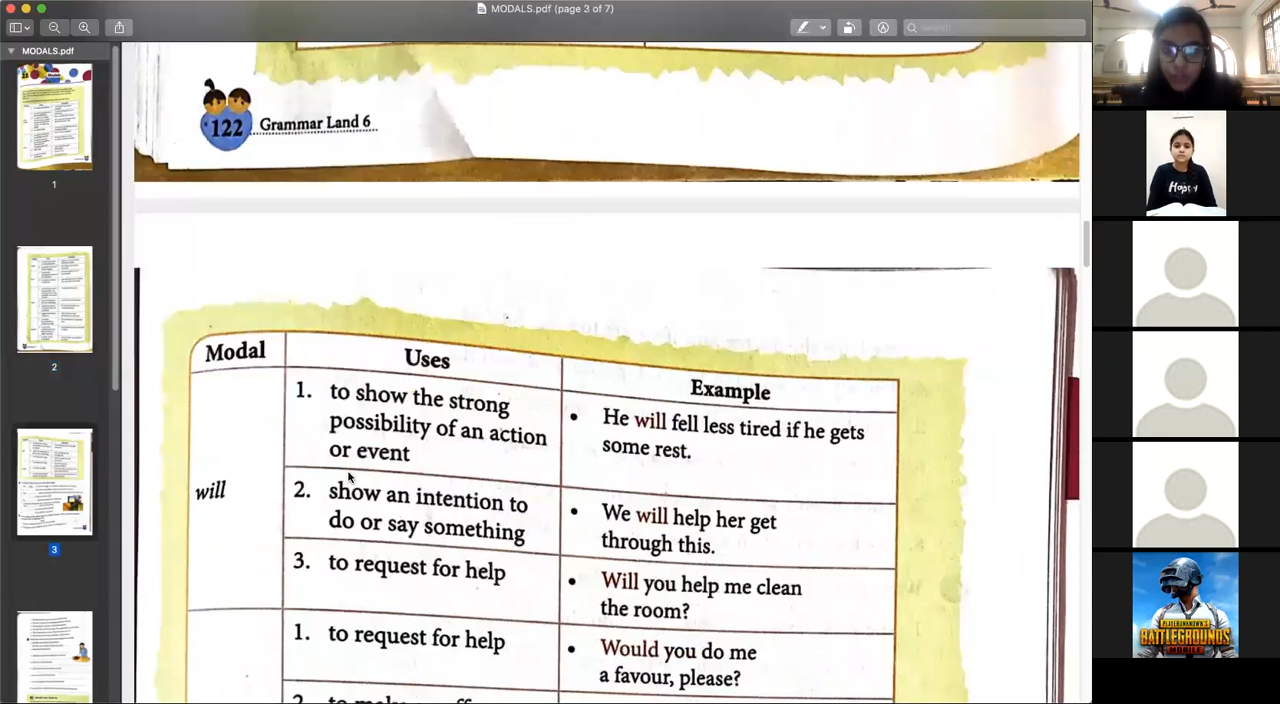 MODALS.pdf (page 3 of 7)
Search
MODALS.pdf
1
2
3
122 Grammar Land 6
Modal
Uses
Example
will
1. to show the strong
possibility of an action
or event
• He will fell less tired if he gets
some rest.
2. show an intention to
do or say something
• We will help her get
through this.
3. to request for help
• Will you help me clean
the room?
1. to request for help
• Would you do me
a favour, please?
Happy
PLAYERUNKNOWN'S
BATTLEGROUNDS
MOBILE